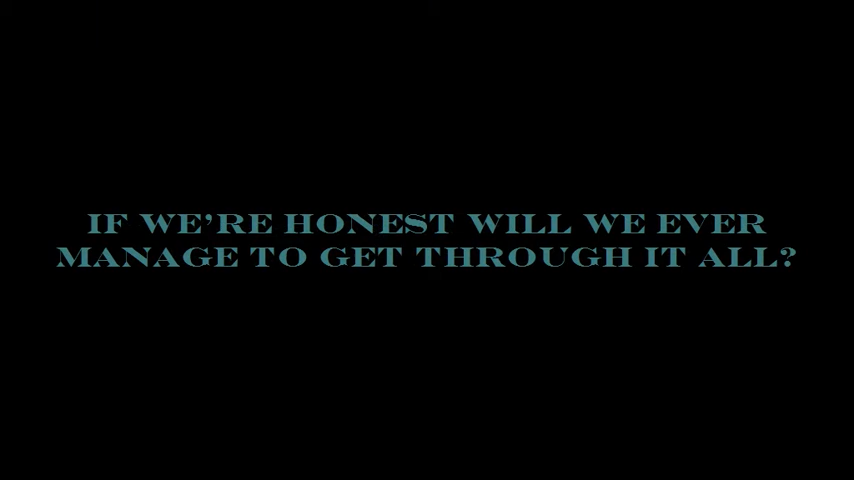 IF WE'RE HONEST WILL WE EVER
MANAGE TO GET THROUGH IT ALL?